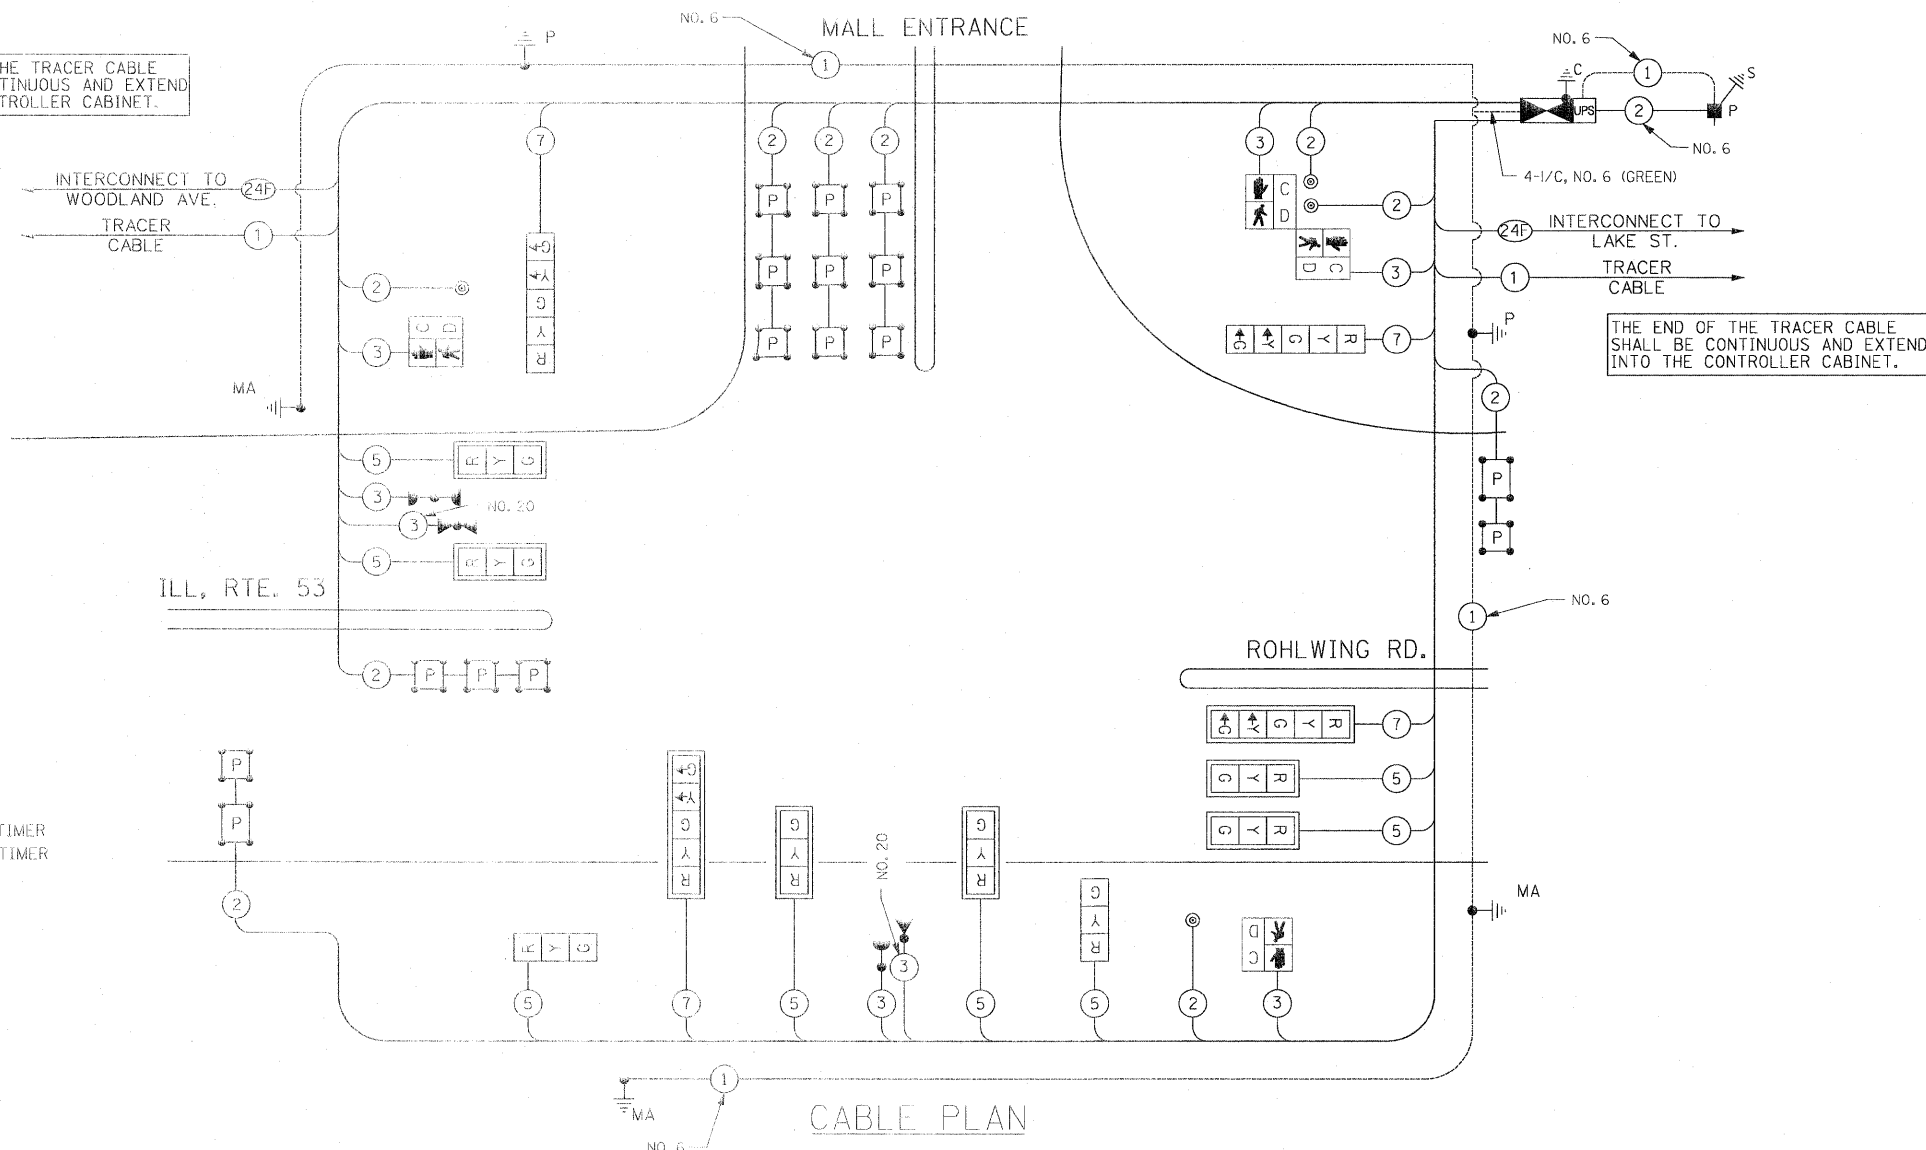 NO. 6
MALL ENTRANCE
P
1
NO. 6
1
C
S
HE TRACER CABLE
TINUOUS AND EXTEND
TROLLER CABINET.
UPS
2
P
NO. 6
4-1/C, NO. 6 (GREEN)
7
2
2
2
3
2
INTERCONNECT TO
WOODLAND AVE.
24F
TRACER
CABLE
1
P P P
P P P
P P P
C
D
2
D C
3
24F
INTERCONNECT TO
LAKE ST.
1
TRACER
CABLE
P
THE END OF THE TRACER CABLE
SHALL BE CONTINUOUS AND EXTEND
INTO THE CONTROLLER CABINET.
2
3
C D
G
Y
G
Y
R
G Y G Y R
7
2
MA
5
R Y G
3
3
NO. 20
5
R Y G
P
P
ILL. RTE. 53
1
NO. 6
2
P P P
ROHLWING RD.
G Y G Y R
7
G Y R
5
G Y R
5
P
P
2
TIMER
TIMER
G
Y
G
Y
R
7
G
Y
R
5
NO. 20
3
3
G
Y
R
5
G
Y
R
5
R Y G
5
2
D
C
3
MA
1
MA
NO. 6
CABLE PLAN